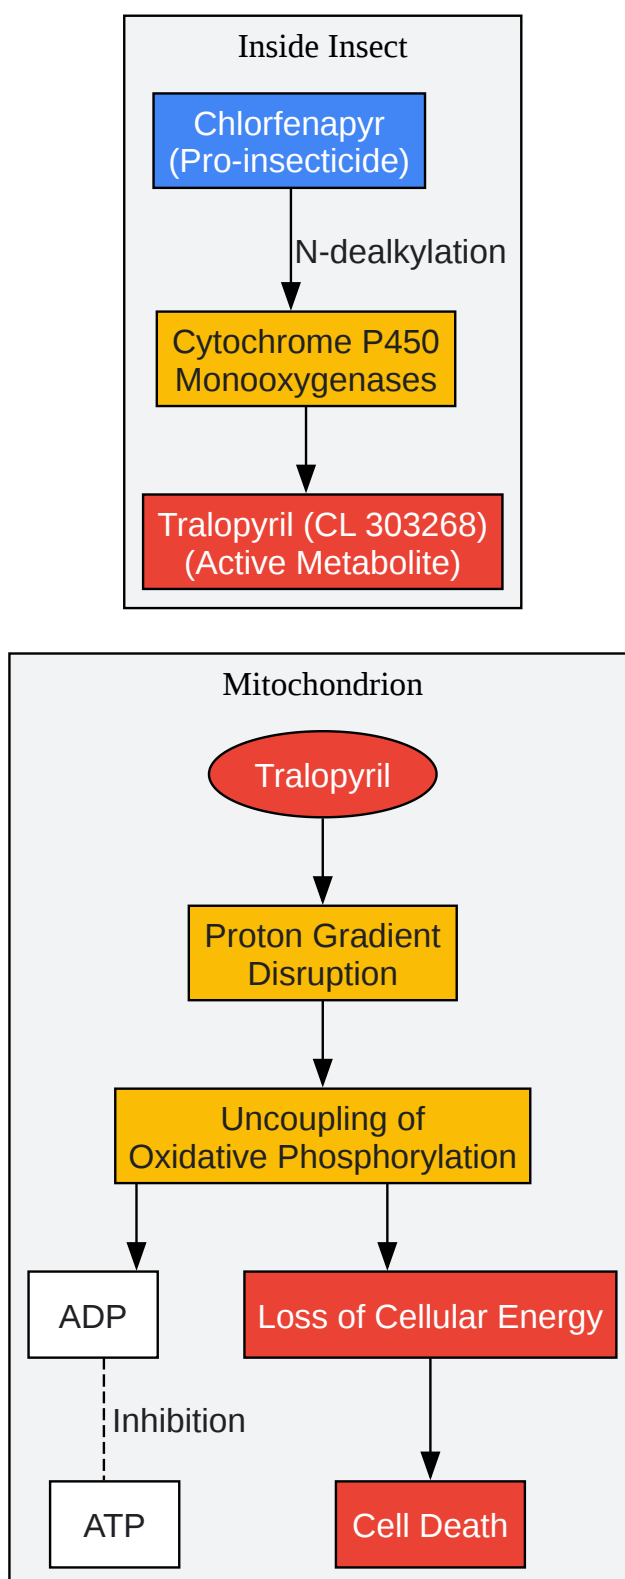 Inside Insect
Chlorfenapyr
(Pro-insecticide)
N-dealkylation
Cytochrome P450
Monooxygenases
Tralopyril (CL 303268)
(Active Metabolite)
Mitochondrion
Tralopyril
Proton Gradient
Disruption
Uncoupling of
Oxidative Phosphorylation
ADP
Loss of Cellular Energy
Inhibition
ATP
Cell Death